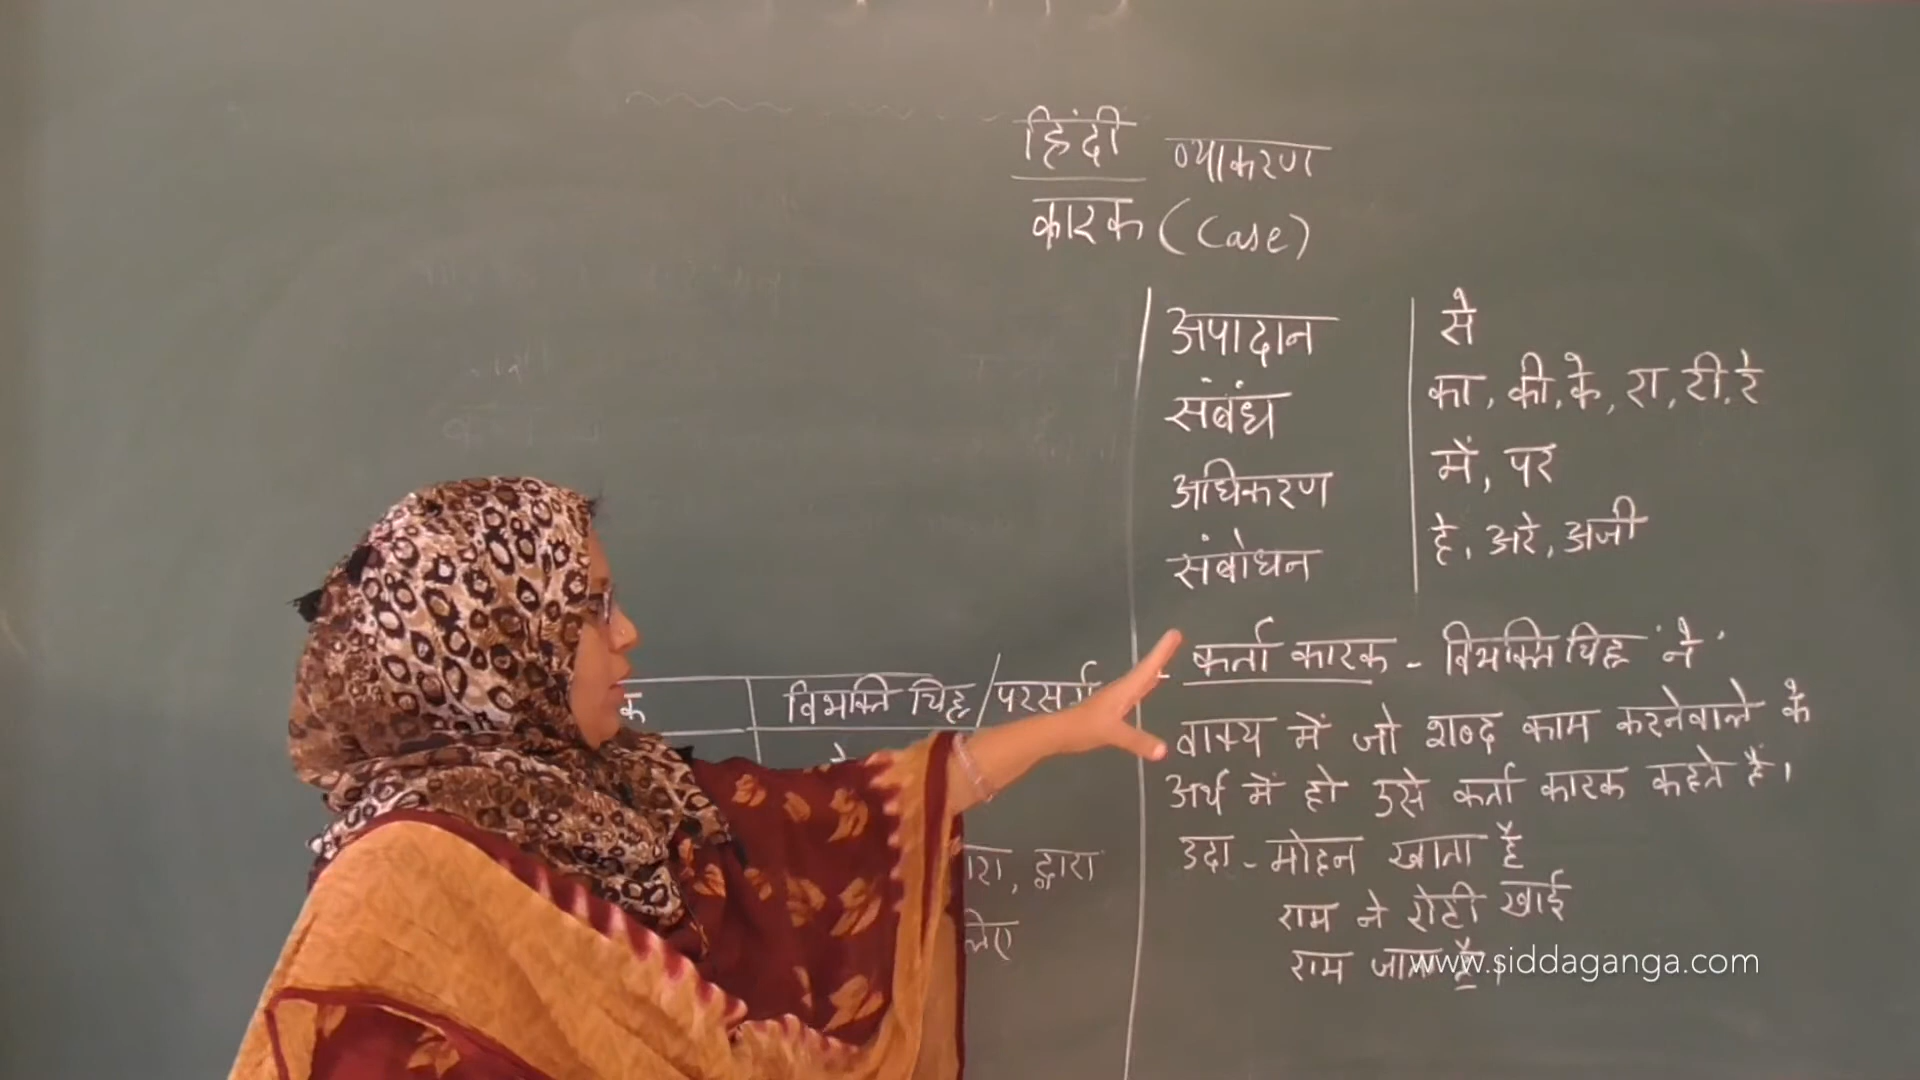 हिंदी व्याकरण
कारक (Case)
अपादान से
संबंध का, की, के, रा, री, रे
अधिकरण में, पर
संबोधन हे, अरे, अजी
विभक्ति चिह्न / परसर्ग
द्वारा
कर्ता कारक - विभक्ति चिह्न 'ने'
वाक्य में जो शब्द काम करनेवाले के
अर्थ में हो उसे कर्ता कारक कहते हैं।
उदा - मोहन खाता है
राम ने रोटी खाई
राम जाता है।
www.siddaganga.com